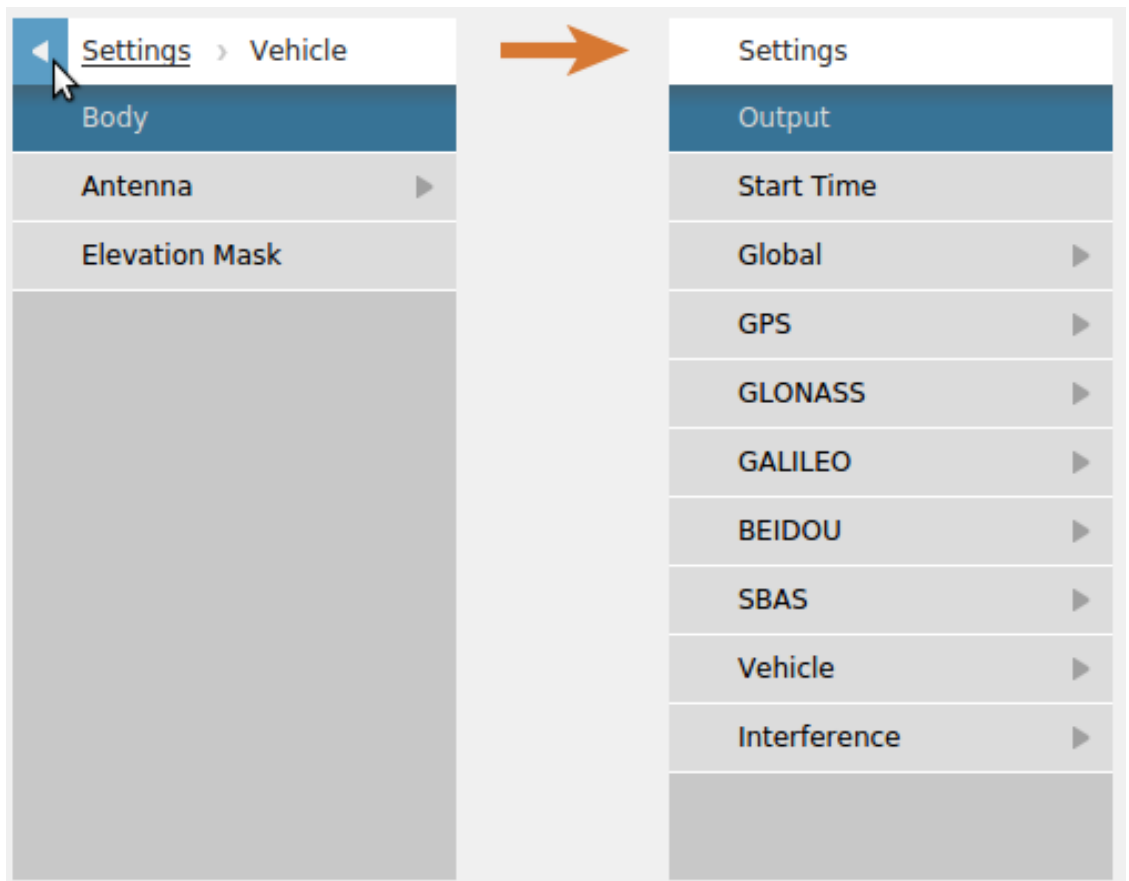 Settings › Vehicle
Body
Antenna
Elevation Mask
Settings
Output
Start Time
Global
GPS
GLONASS
GALILEO
BEIDOU
SBAS
Vehicle
Interference